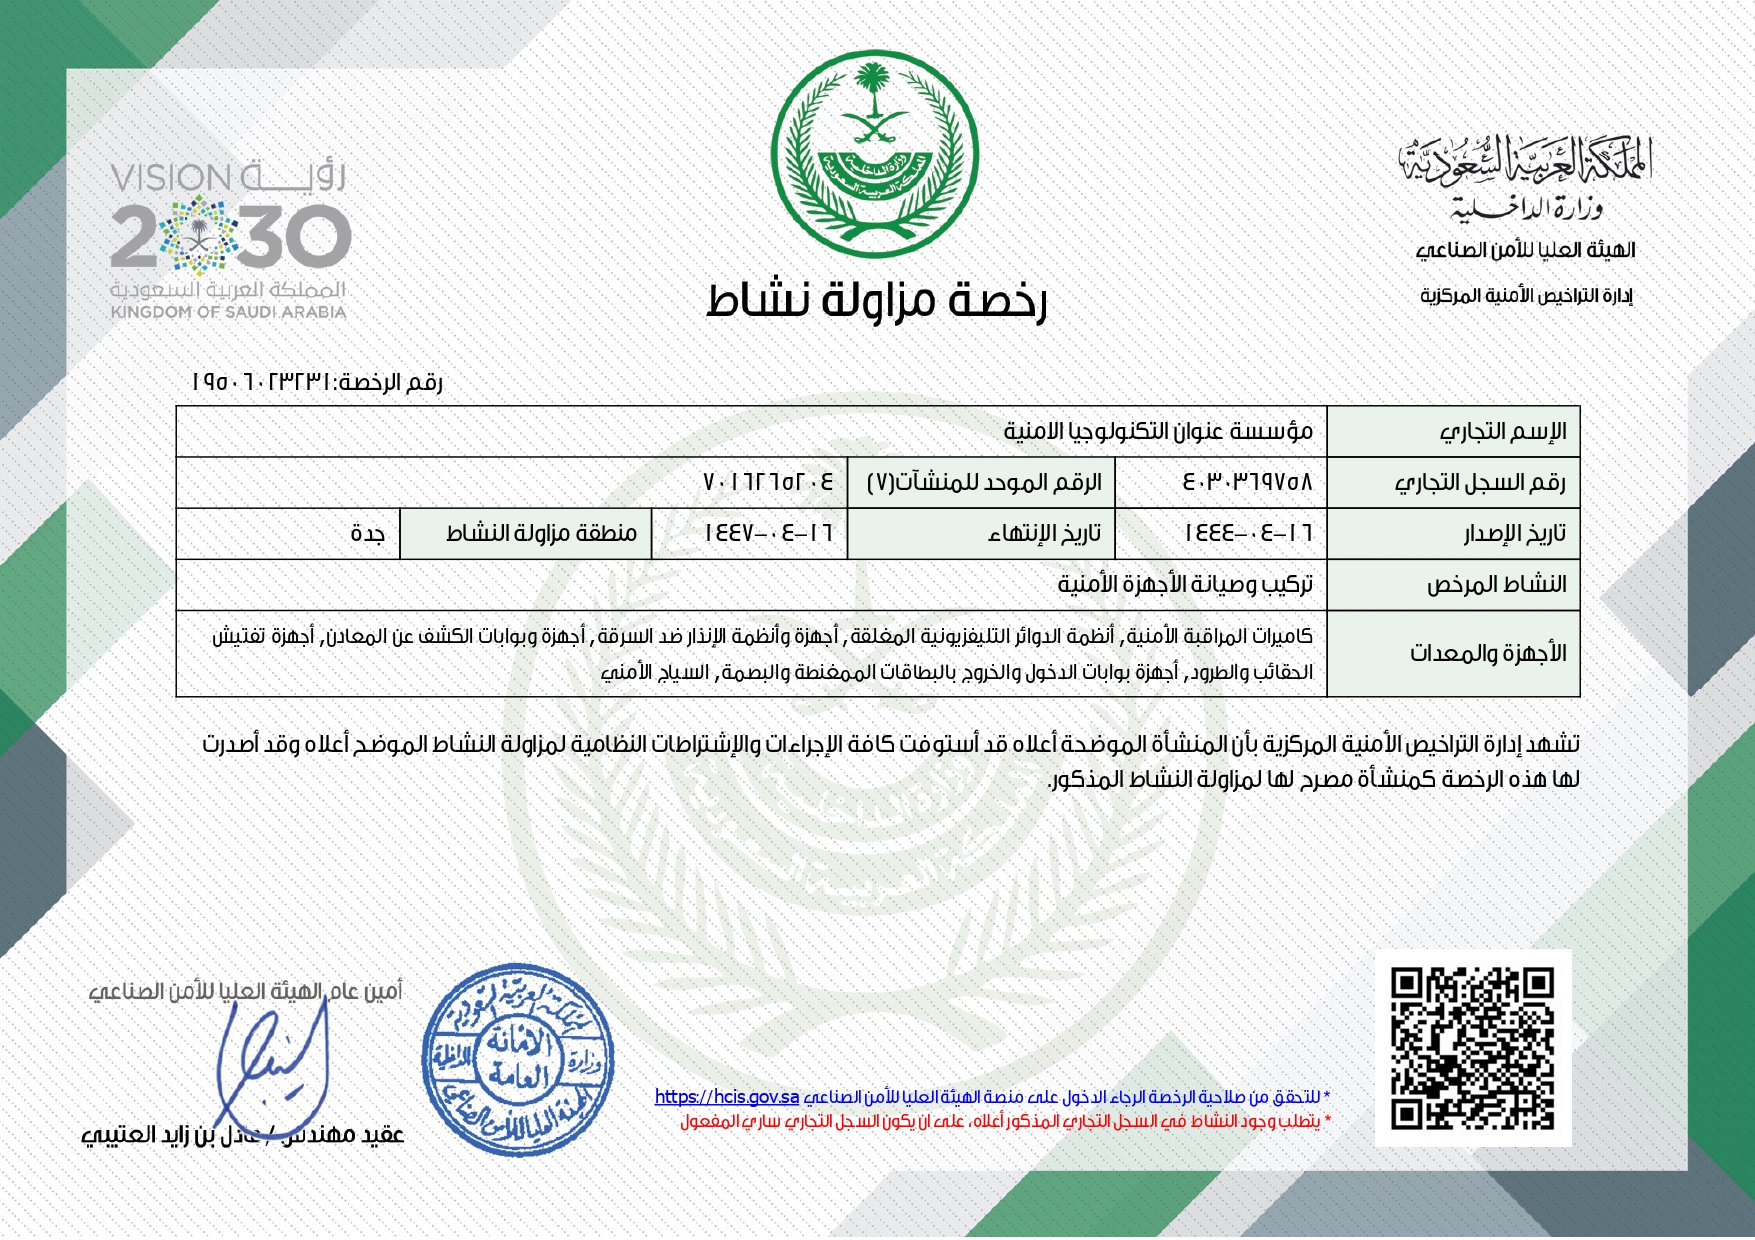 VISION رؤيـــــة
2030
المملكة العربية السعودية
KINGDOM OF SAUDI ARABIA
وزارة الداخلية
المملكة العربية السعودية
المملكة العربية السعودية
وزارة الداخلية
الهيئة العليا للأمن الصناعي
إدارة التراخيص الأمنية المركزية
رخصة مزاولة نشاط
رقم الرخصة:١٩٥٠٦٠٢٣٢٣١
الإسم التجاري مؤسسة عنوان التكنولوجيا الامنية
رقم السجل التجاري ٤٠٣٠٣٦٩٧٥٨ الرقم الموحد للمنشآت(٧) ٧٠١٦٢٦٥٢٠٤
تاريخ الإصدار ١٦-٠٤-١٤٤٤ تاريخ الإنتهاء ١٦-٠٤-١٤٤٧ منطقة مزاولة النشاط جدة
النشاط المرخص تركيب وصيانة الأجهزة الأمنية
الأجهزة والمعدات كاميرات المراقبة الأمنية, أنظمة الدوائر التليفزيونية المغلقة, أجهزة وأنظمة الإنذار ضد السرقة, أجهزة وبوابات الكشف عن المعادن, أجهزة تفتيش
الحقائب والطرود, أجهزة بوابات الدخول والخروج بالبطاقات الممغنطة والبصمة, السياج الأمني
تشهد إدارة التراخيص الأمنية المركزية بأن المنشأة الموضحة أعلاه قد أستوفت كافة الإجراءات والإشتراطات النظامية لمزاولة النشاط الموضح أعلاه وقد أصدرت
لها هذه الرخصة كمنشأة مصرح لها لمزاولة النشاط المذكور.
* للتحقق من صلاحية الرخصة الرجاء الدخول على منصة الهيئة العليا للأمن الصناعي https://hcis.gov.sa
* يتطلب وجود النشاط في السجل التجاري المذكور أعلاه، على ان يكون السجل التجاري ساري المفعول
المملكة العربية السعودية
وزارة الداخلية
الامانة
العامة
الهيئة العليا للأمن الصناعي
أمين عام الهيئة العليا للأمن الصناعي
عقيد مهندس / عادل بن زايد العتيبي